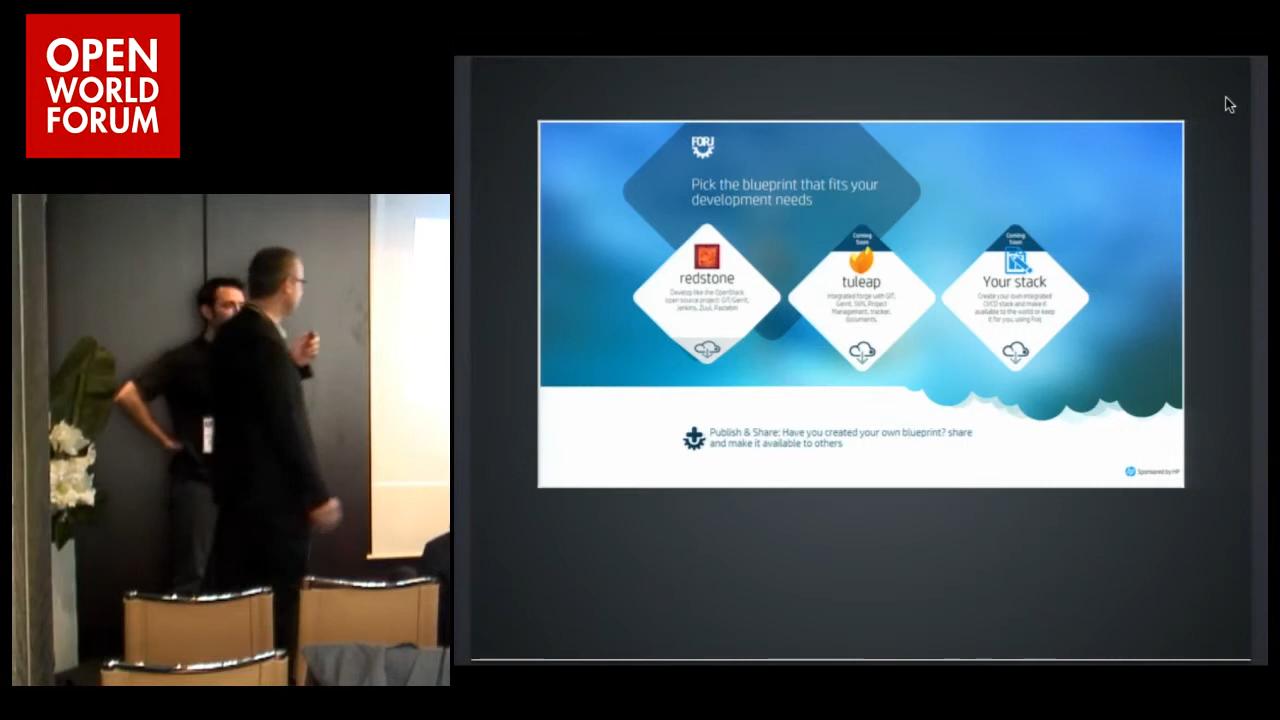 OPEN
WORLD
FORUM
FORJ
Pick the blueprint that fits your
development needs
redstone
Develop like the OpenStack
open source project: GIT/Gerrit,
Jenkins, Zuul, Pastebin
Coming
Soon
tuleap
Integrated forge with GIT,
Gerrit, SVN, Project
Management, tracker,
documents.
Coming
Soon
Your stack
Create your own integrated
CI/CD stack and make it
available to the world or keep
it for you, using Forj
Publish & Share: Have you created your own blueprint? share
and make it available to others
hp Sponsored by HP